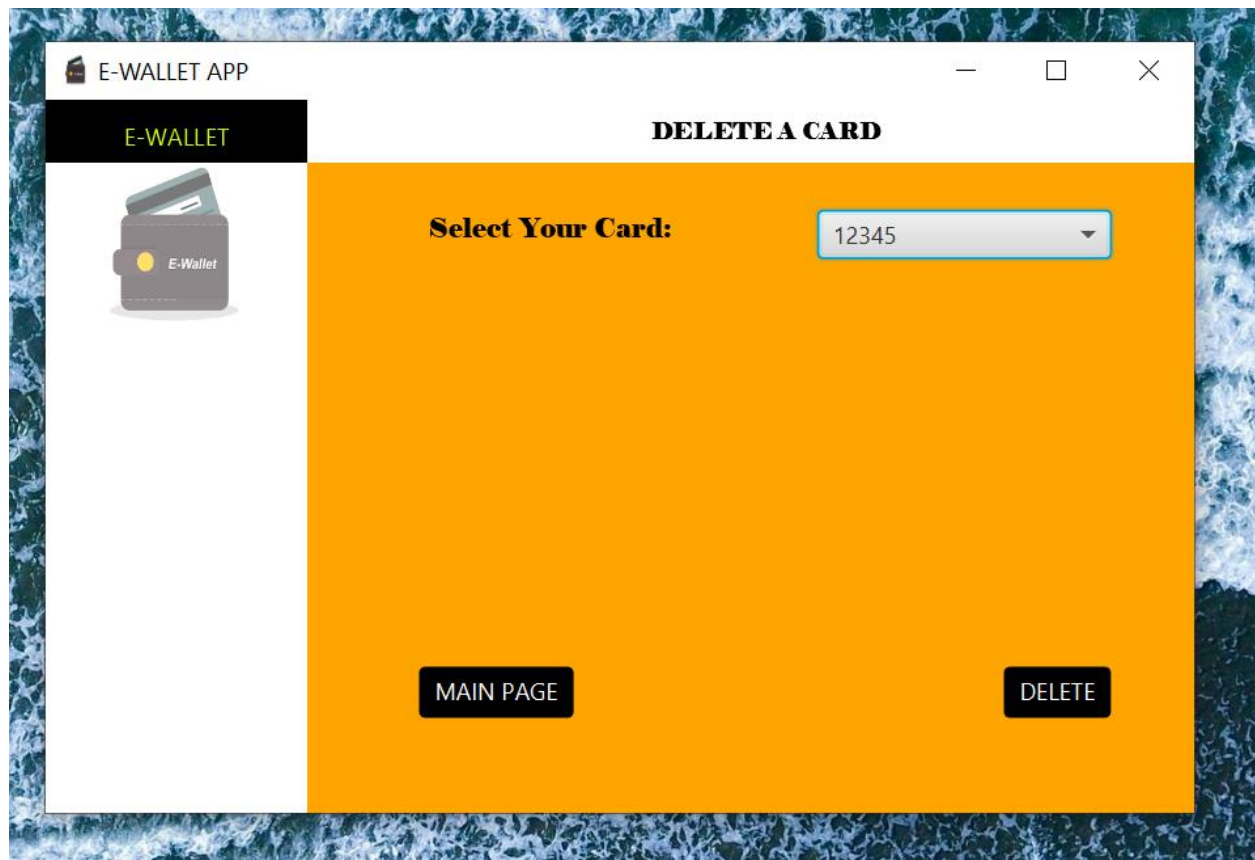 E-WALLET APP
E-WALLET
DELETE A CARD
E-Wallet
Select Your Card:
12345
MAIN PAGE
DELETE